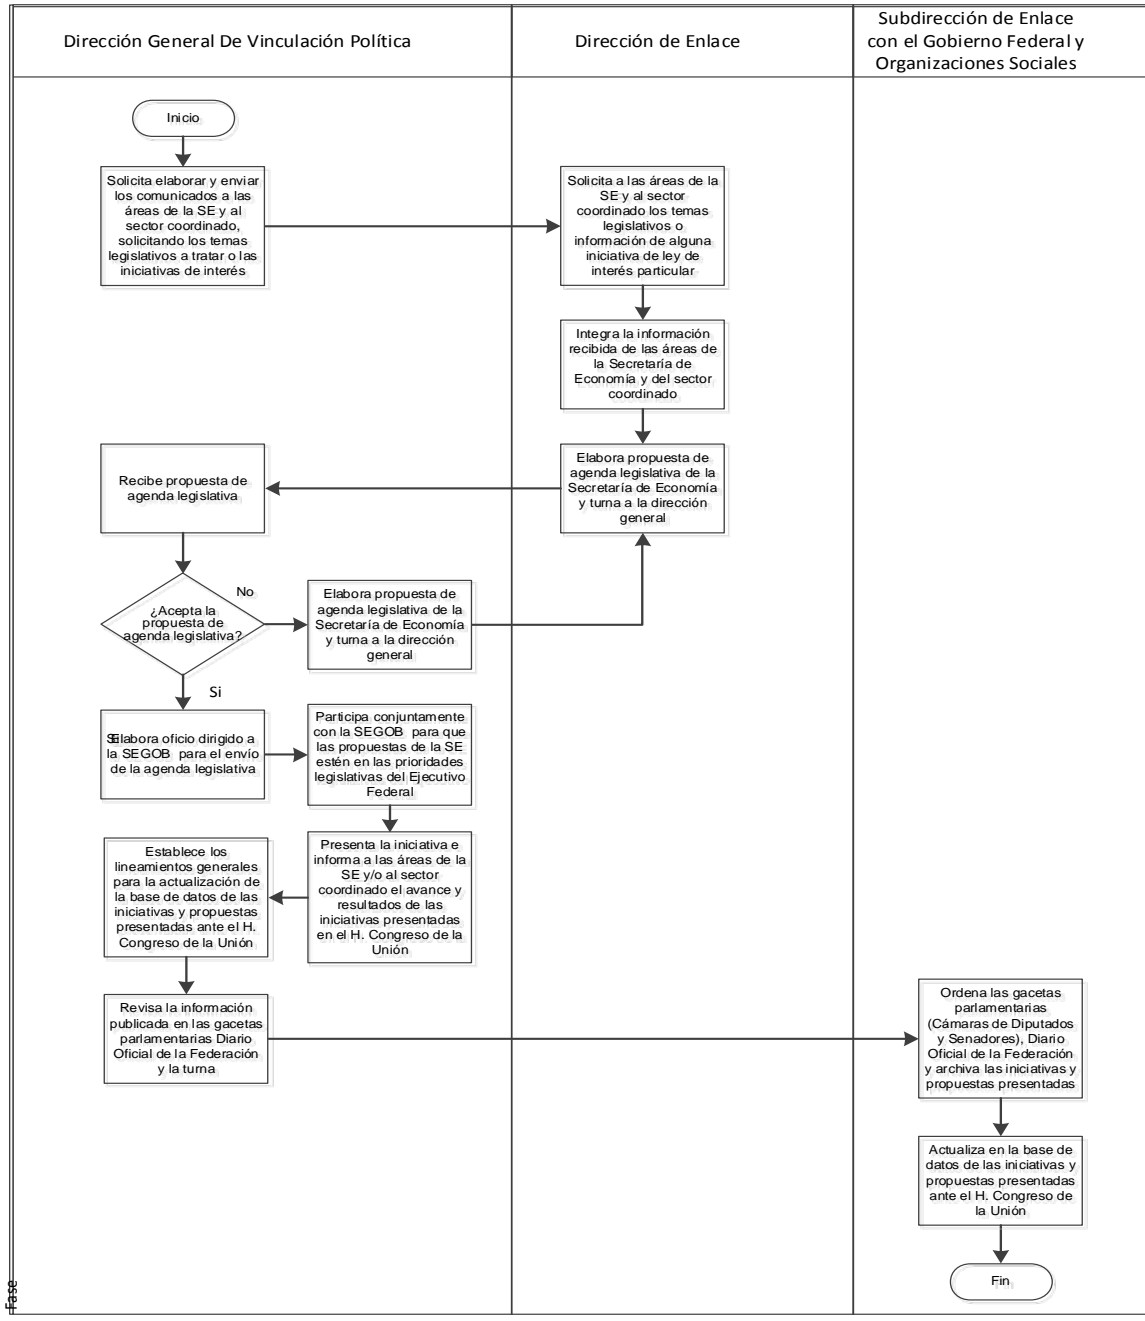 Dirección General De Vinculación Política
Dirección de Enlace
Subdirección de Enlace
con el Gobierno Federal y
Organizaciones Sociales
Inicio
Solicita elaborar y enviar
los comunicados a las
áreas de la SE y al
sector coordinado,
solicitando los temas
legislativos a tratar o las
iniciativas de interés
Solicita a las áreas de la
SE y al sector
coordinado los temas
legislativos o
información de alguna
iniciativa de ley de
interés particular
Integra la información
recibida de las áreas de
la Secretaría de
Economía y del sector
coordinado
Elabora propuesta de
agenda legislativa de la
Secretaría de Economía
y turna a la dirección
general
Recibe propuesta de
agenda legislativa
¿Acepta la
propuesta de
agenda legislativa?
No
Elabora propuesta de
agenda legislativa de la
Secretaría de Economía
y turna a la dirección
general
Si
Elabora oficio dirigido a
la SEGOB para el envío
de la agenda legislativa
Participa conjuntamente
con la SEGOB para que
las propuestas de la SE
estén en las prioridades
legislativas del Ejecutivo
Federal
Presenta la iniciativa e
informa a las áreas de la
SE y/o al sector
coordinado el avance y
resultados de las
iniciativas presentadas
en el H. Congreso de la
Unión
Establece los
lineamientos generales
para la actualización de
la base de datos de las
iniciativas y propuestas
presentadas ante el H.
Congreso de la Unión
Revisa la información
publicada en las gacetas
parlamentarias Diario
Oficial de la Federación
y la turna
Ordena las gacetas
parlamentarias
(Cámaras de Diputados
y Senadores), Diario
Oficial de la Federación
y archiva las iniciativas y
propuestas presentadas
Actualiza en la base de
datos de las iniciativas y
propuestas presentadas
ante el H. Congreso de
la Unión
Fin
Fase